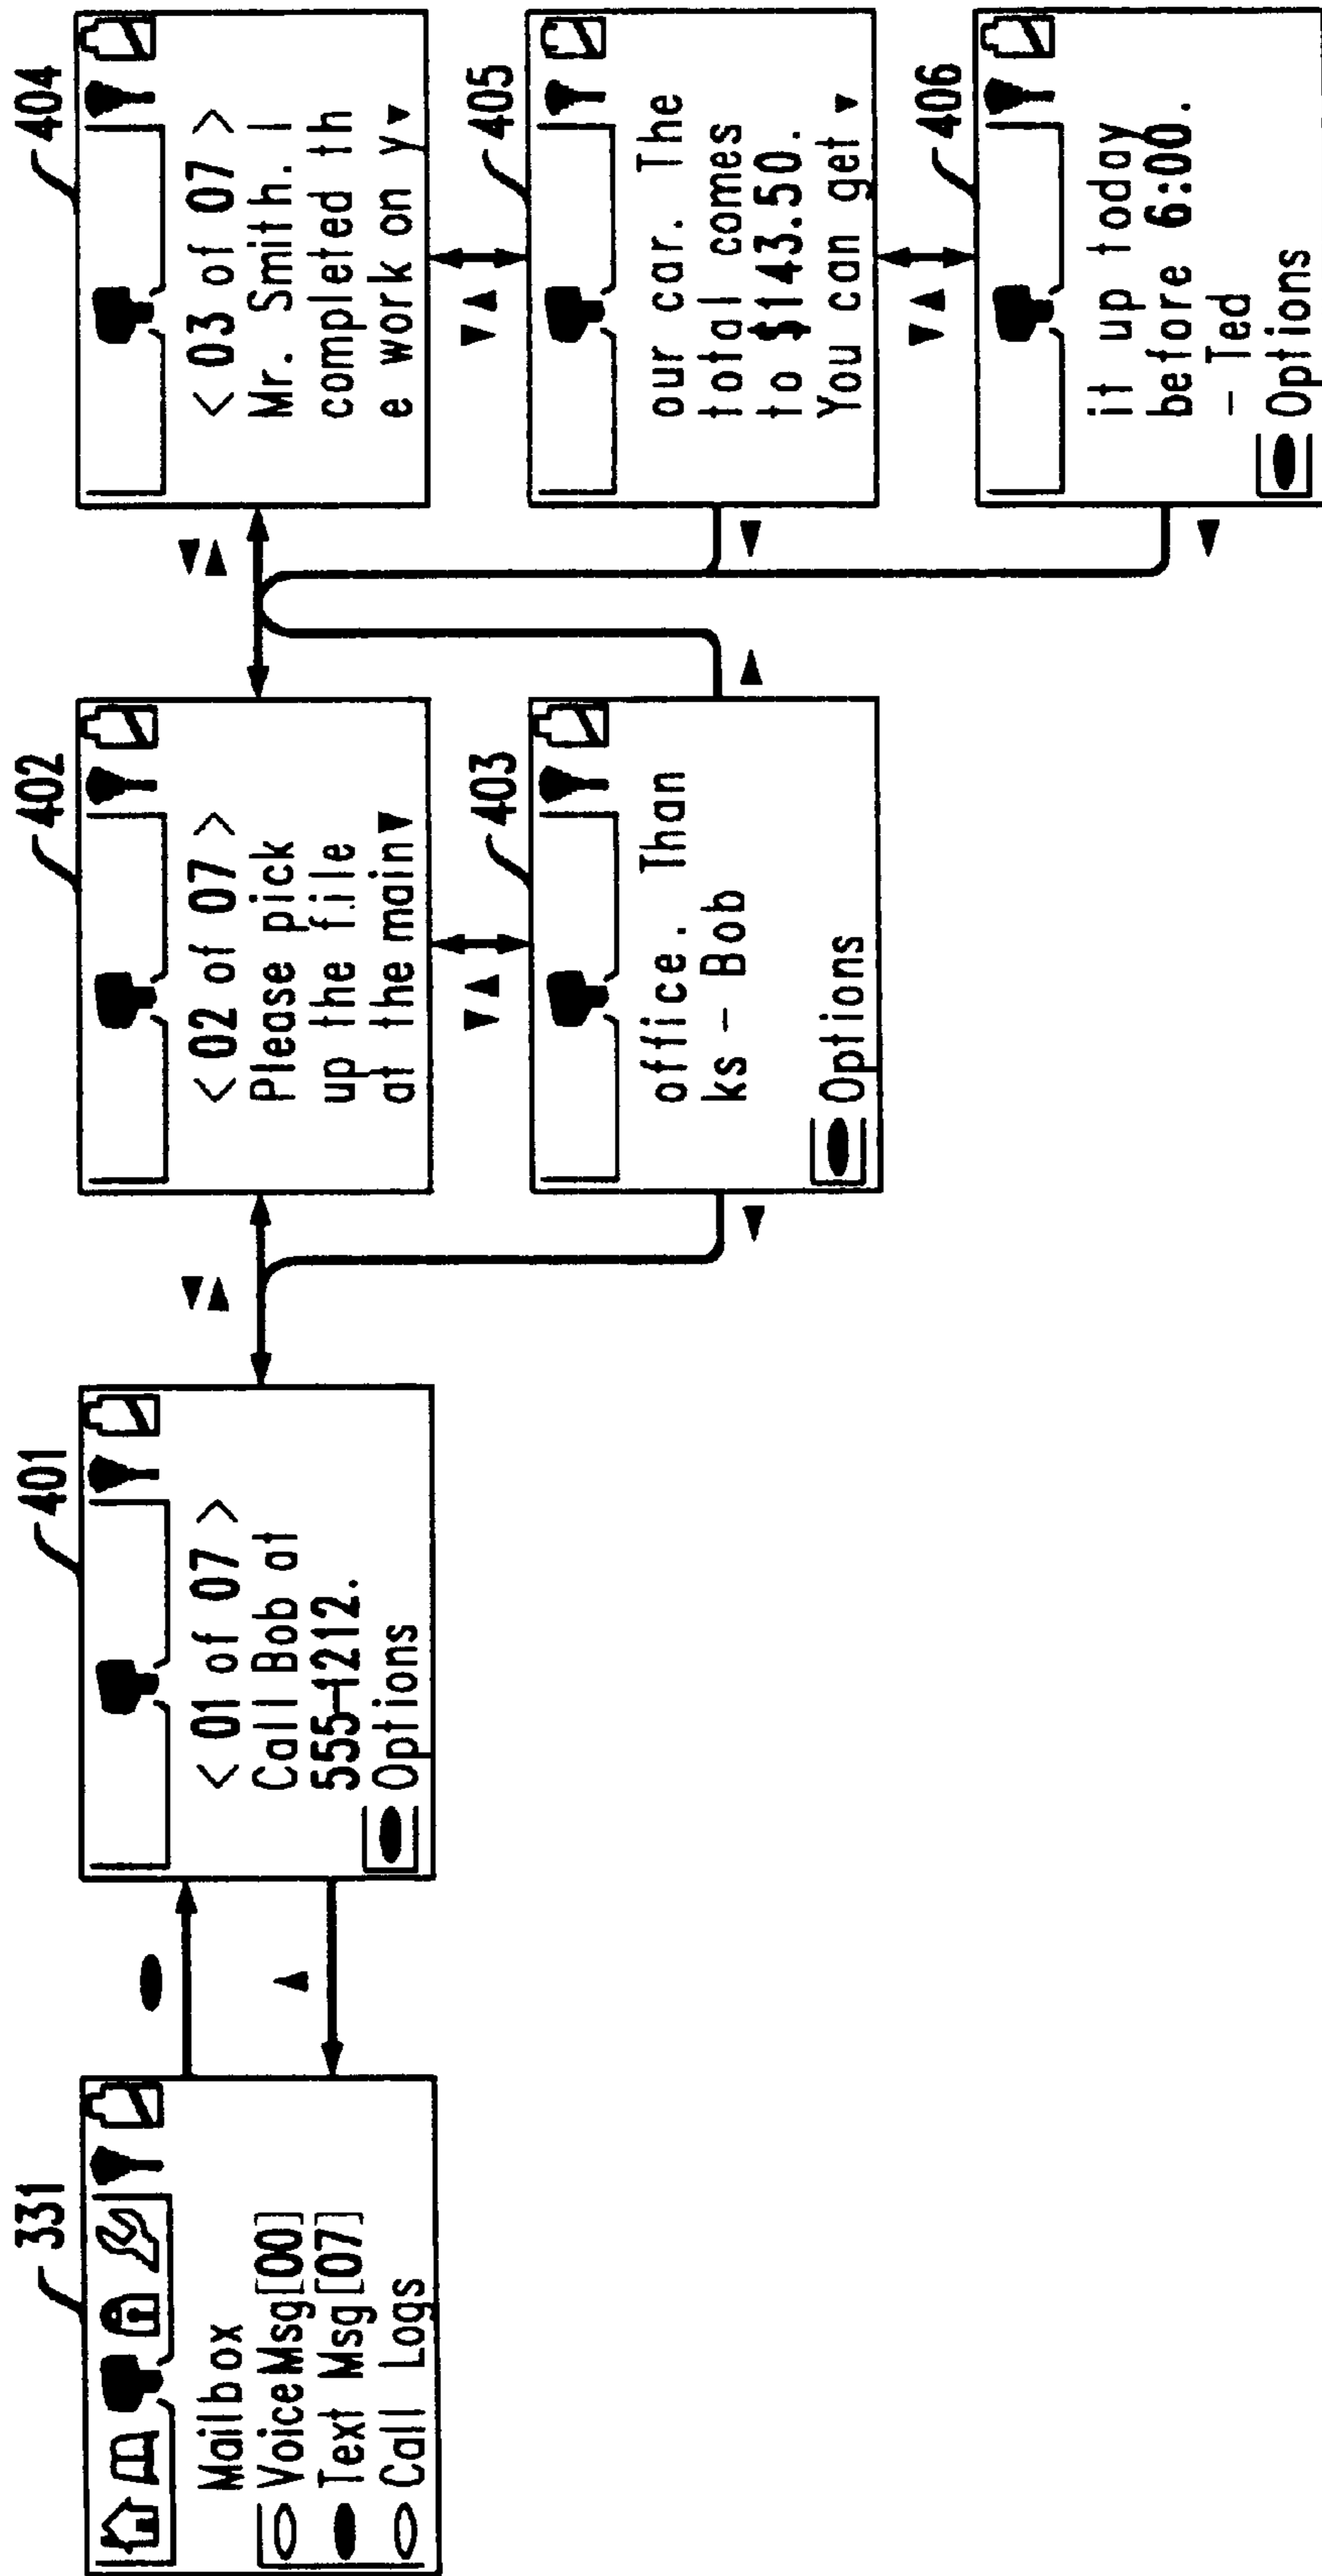 331
Mailbox
VoiceMsg[00]
Text Msg[07]
Call Logs
401
<01 of 07>
Call Bob at
555-1212.
Options
402
<02 of 07>
Please pick
up the file
at the main
403
office. Than
ks - Bob
Options
404
<03 of 07>
Mr. Smith. I
completed th
e work on y
405
our car. The
total comes
to $143.50.
You can get
406
it up today
before 6:00.
- Ted
Options